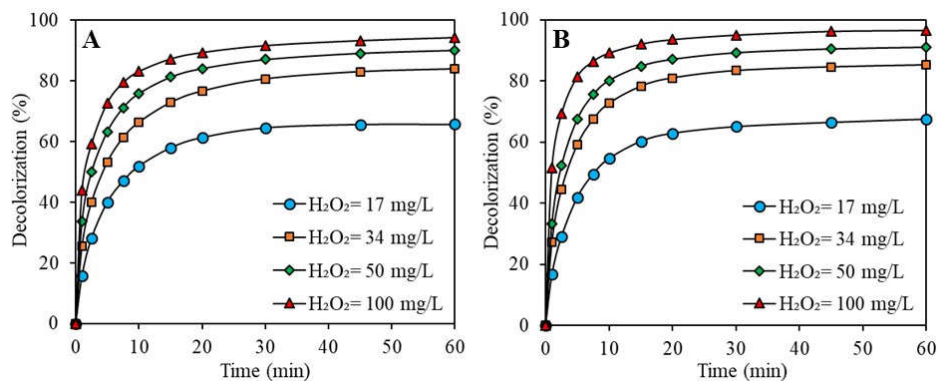 A
Decolorization (%)
100
80
60
40
20
0
H₂O₂= 17 mg/L
H₂O₂= 34 mg/L
H₂O₂= 50 mg/L
H₂O₂= 100 mg/L
0 10 20 30 40 50 60
Time (min)
B
Decolorization (%)
100
80
60
40
20
0
H₂O₂= 17 mg/L
H₂O₂= 34 mg/L
H₂O₂= 50 mg/L
H₂O₂= 100 mg/L
0 10 20 30 40 50 60
Time (min)